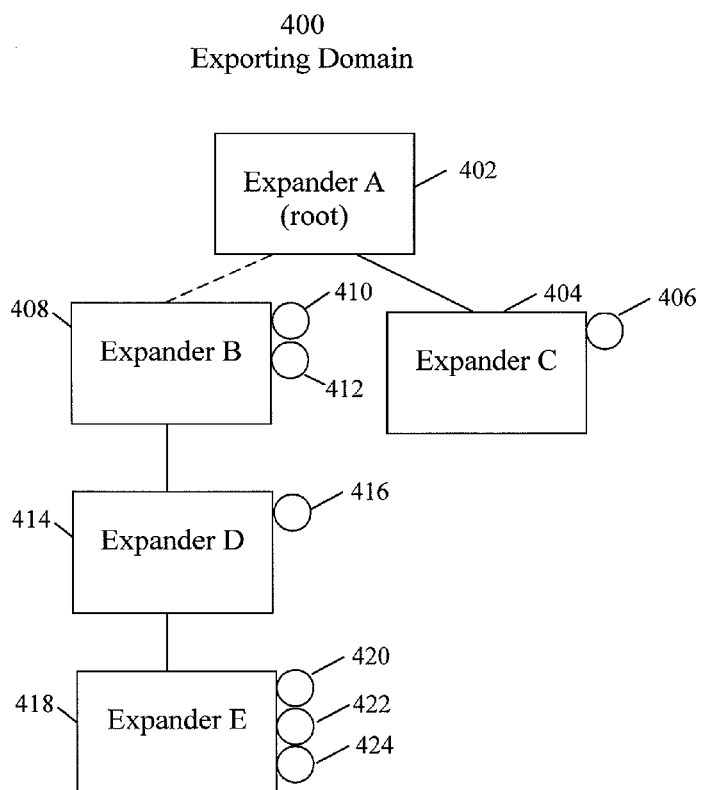 400
Exporting Domain
Expander A
(root)
402
408
410
404
406
Expander B
412
Expander C
414
416
Expander D
418
420
Expander E
422
424